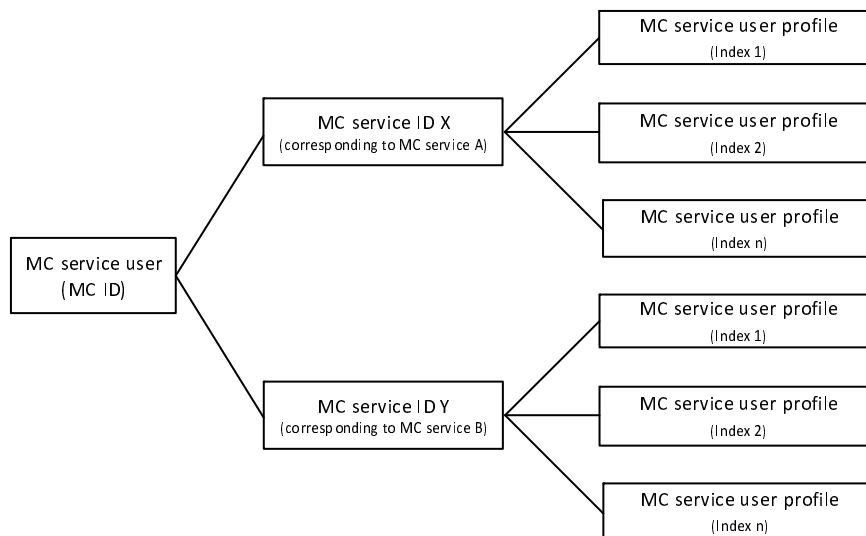 MC service user
(MC ID)
MC service ID X
(corresponding to MC service A)
MC service user profile
(Index 1)
MC service user profile
(Index 2)
MC service user profile
(Index n)
MC service ID Y
(corresponding to MC service B)
MC service user profile
(Index 1)
MC service user profile
(Index 2)
MC service user profile
(Index n)